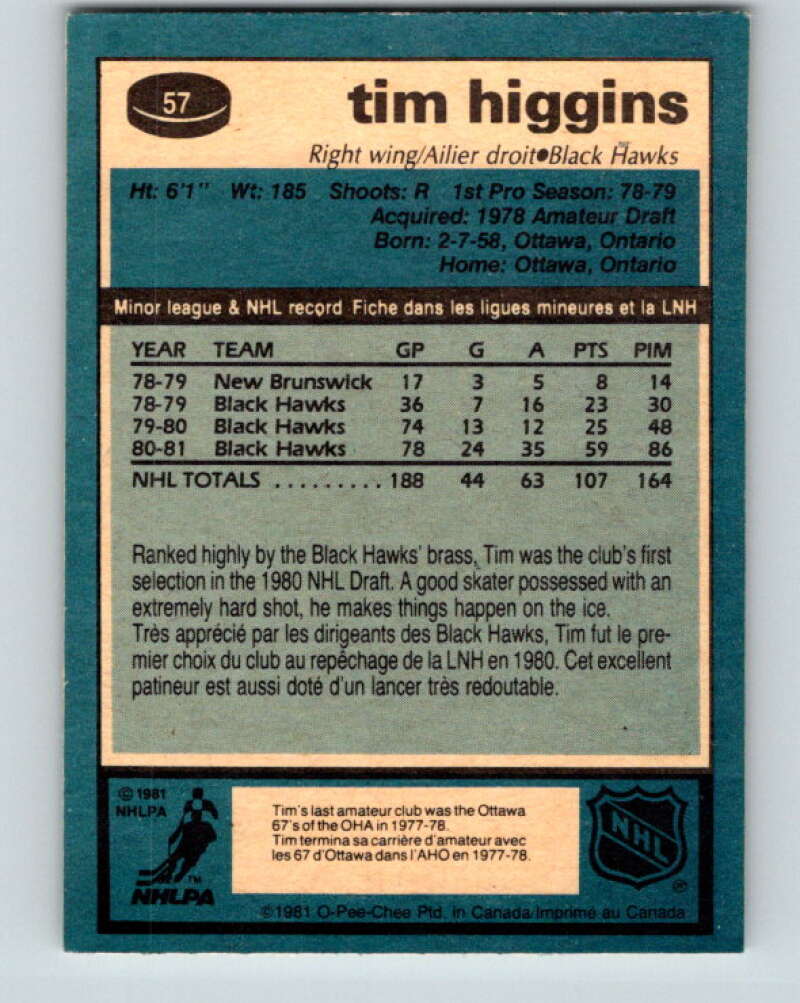 57
tim higgins
Right wing/Ailier droit●Black Hawks
Ht: 6'1" Wt: 185 Shoots: R 1st Pro Season: 78-79
Acquired: 1978 Amateur Draft
Born: 2-7-58, Ottawa, Ontario
Home: Ottawa, Ontario
Minor league & NHL record Fiche dans les ligues mineures et la LNH
YEAR TEAM GP G A PTS PIM
78-79 New Brunswick 17 3 5 8 14
78-79 Black Hawks 36 7 16 23 30
79-80 Black Hawks 74 13 12 25 48
80-81 Black Hawks 78 24 35 59 86
NHL TOTALS ......... 188 44 63 107 164
Ranked highly by the Black Hawks' brass, Tim was the club's first
selection in the 1980 NHL Draft. A good skater possessed with an
extremely hard shot, he makes things happen on the ice.
Très apprécié par les dirigeants des Black Hawks, Tim fut le pre-
mier choix du club au repêchage de la LNH en 1980. Cet excellent
patineur est aussi doté d'un lancer très redoutable.
© 1981
NHLPA
TM
NHLPA
Tim's last amateur club was the Ottawa
67's of the OHA in 1977-78.
Tim termina sa carrière d'amateur avec
les 67 d'Ottawa dans l'AHO en 1977-78.
NHL
®
©1981 O-Pee-Chee Ptd. in Canada/Imprimé au Canada